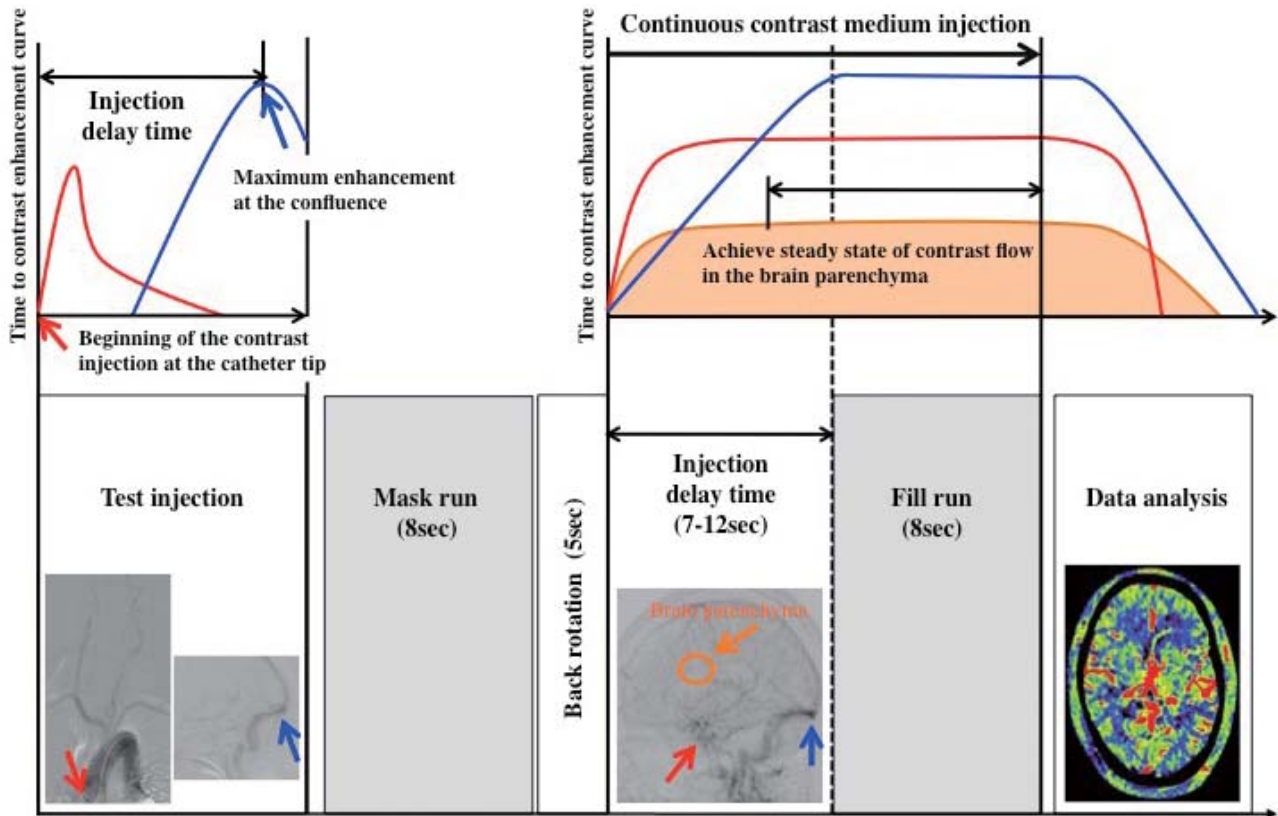 Time to contrast enhancement curve
Injection
delay time
Maximum enhancement
at the confluence
Beginning of the contrast
injection at the catheter tip
Continuous contrast medium injection
Time to contrast enhancement curve
Achieve steady state of contrast flow
in the brain parenchyma
Test injection
Mask run
(8sec)
Back rotation (5sec)
Injection
delay time
(7-12sec)
Brain parenchyma
Fill run
(8sec)
Data analysis